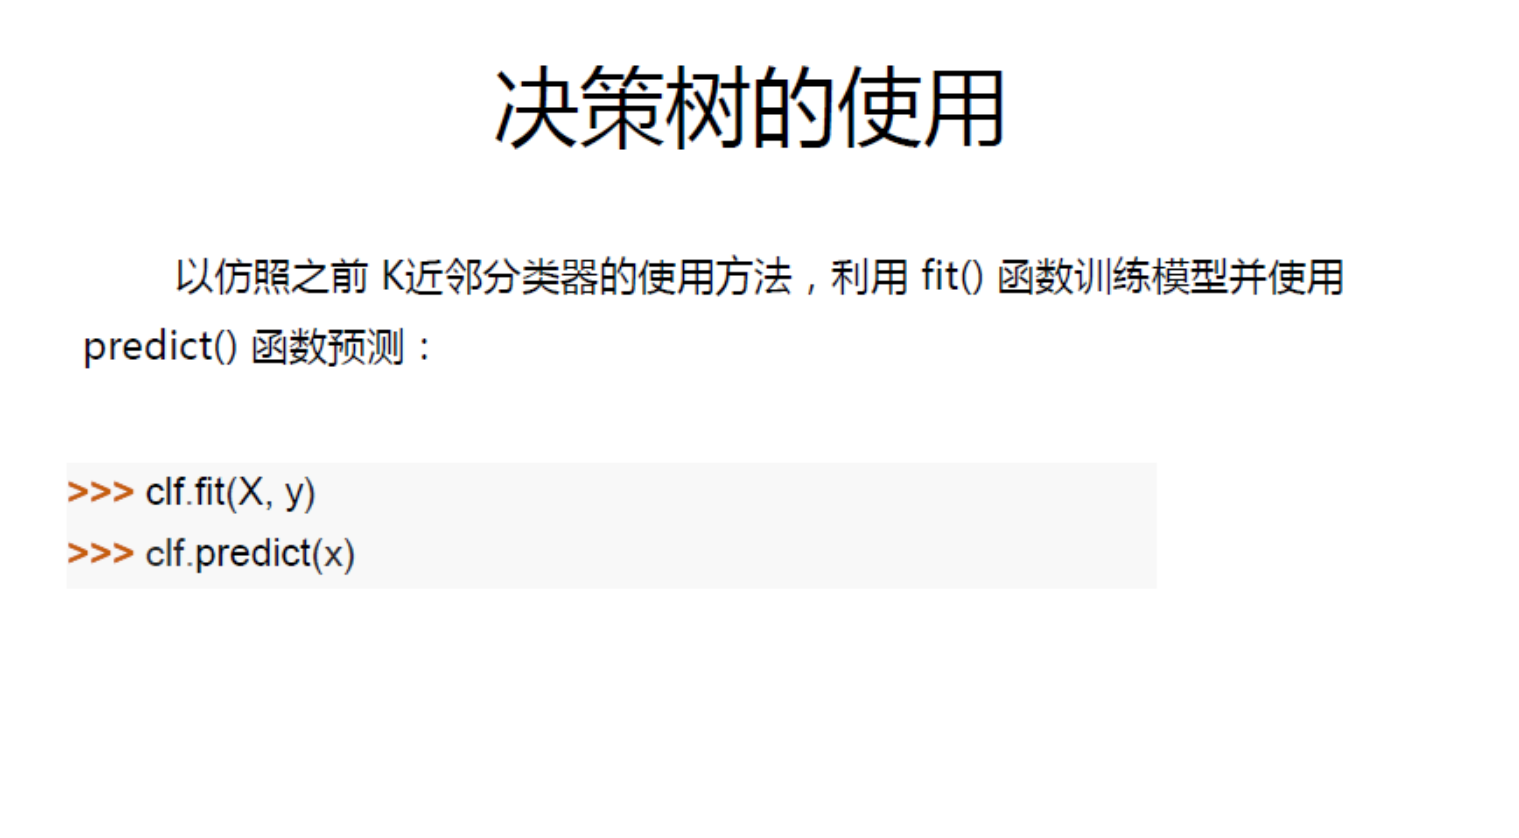 决策树的使用
以仿照之前 K近邻分类器的使用方法，利用 fit() 函数训练模型并使用
predict() 函数预测：
>>> clf.fit(X, y)
>>> clf.predict(x)